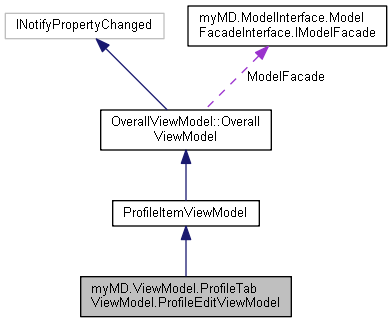 INotifyPropertyChanged
myMD.ModelInterface.Model
FacadeInterface.IModelFacade
ModelFacade
OverallViewModel::Overall
ViewModel
ProfileItemViewModel
myMD.ViewModel.ProfileTab
ViewModel.ProfileEditViewModel